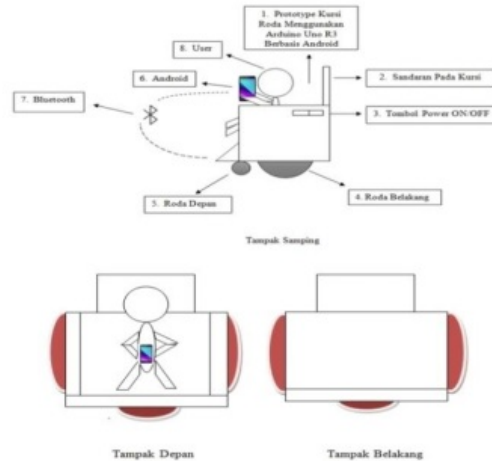 1. Prototype Kursi
Roda Menggunakan
Arduino Uno R3
Berbasis Android
8. User
6. Android
2. Sandaran Pada Kursi
7. Bluetooth
3. Tombol Power ON/OFF
5. Roda Depan
4. Roda Belakang
Tampak Samping
Tampak Depan
Tampak Belakang